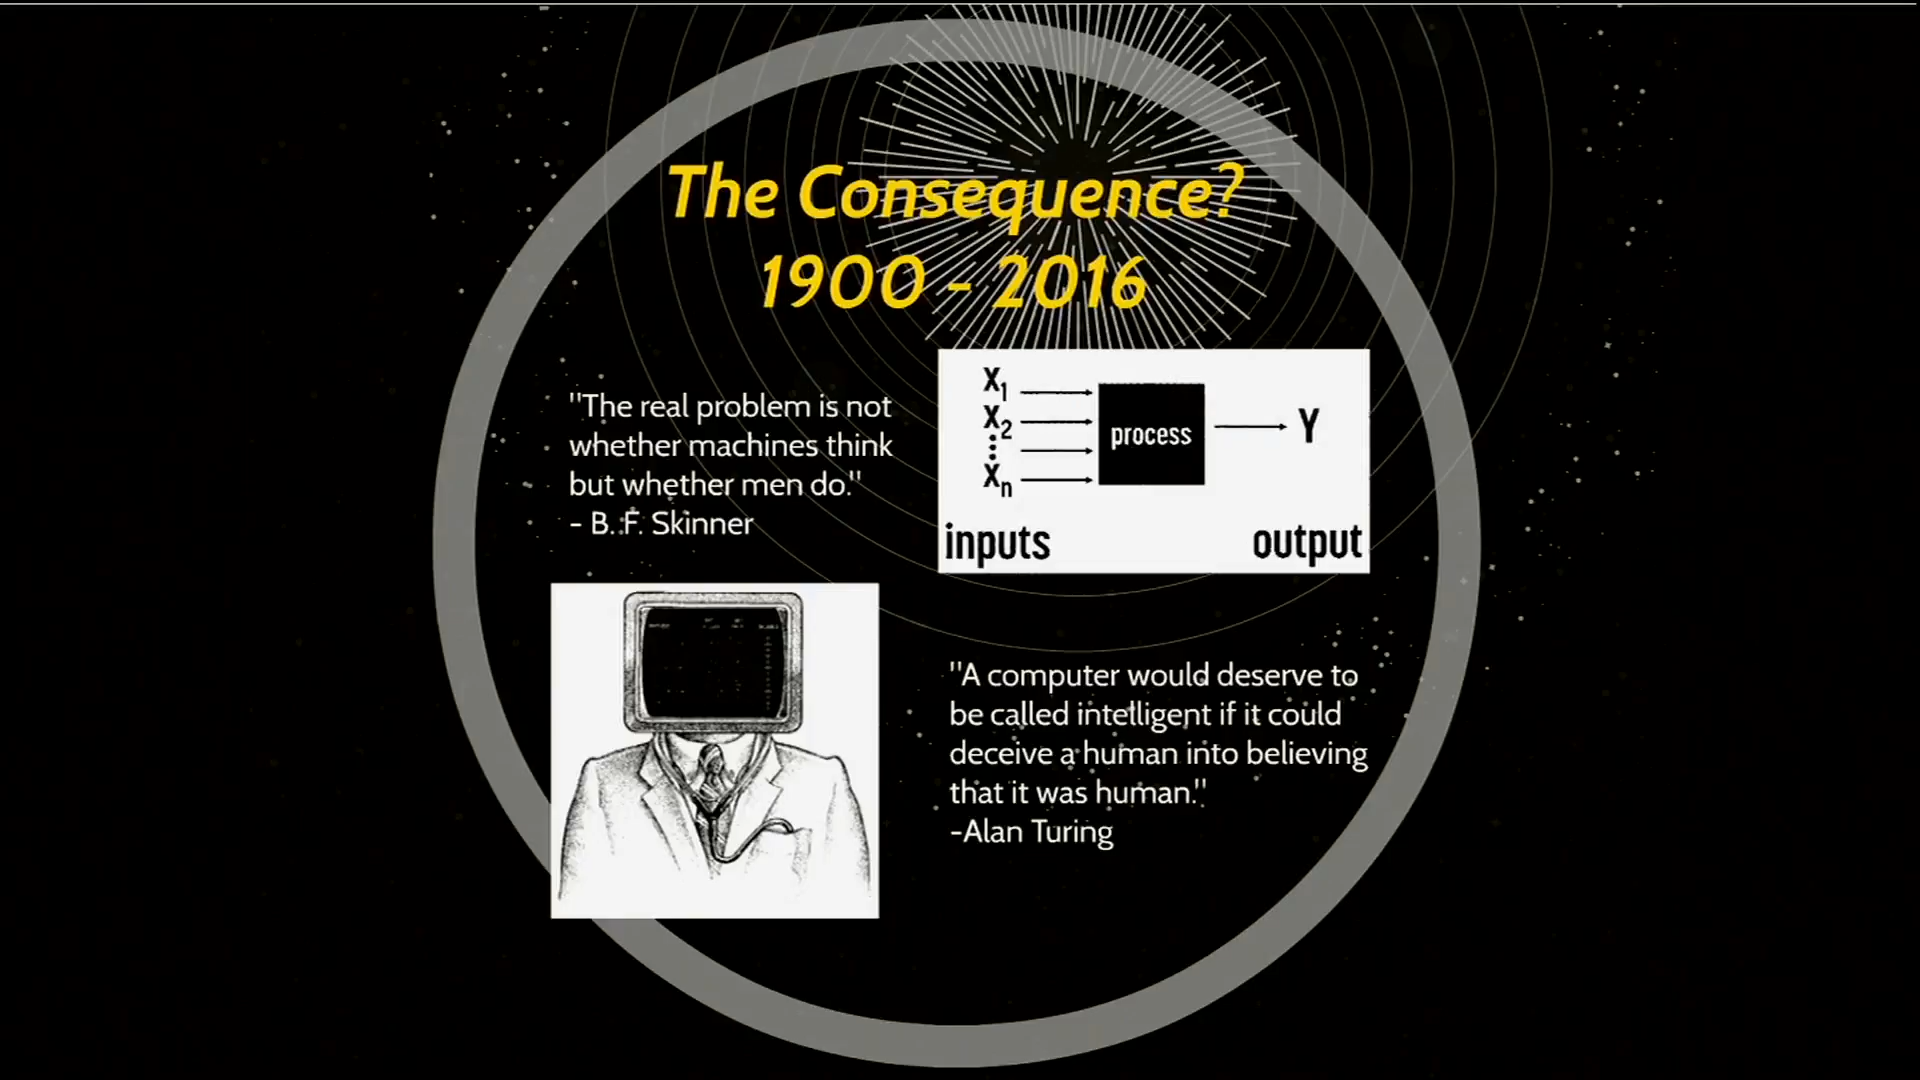 The Consequence?
1900 - 2016
"The real problem is not
whether machines think
but whether men do."
- B. F. Skinner
X1
X2
Xn
process
Y
inputs
output
"A computer would deserve to
be called intelligent if it could
deceive a human into believing
that it was human."
-Alan Turing